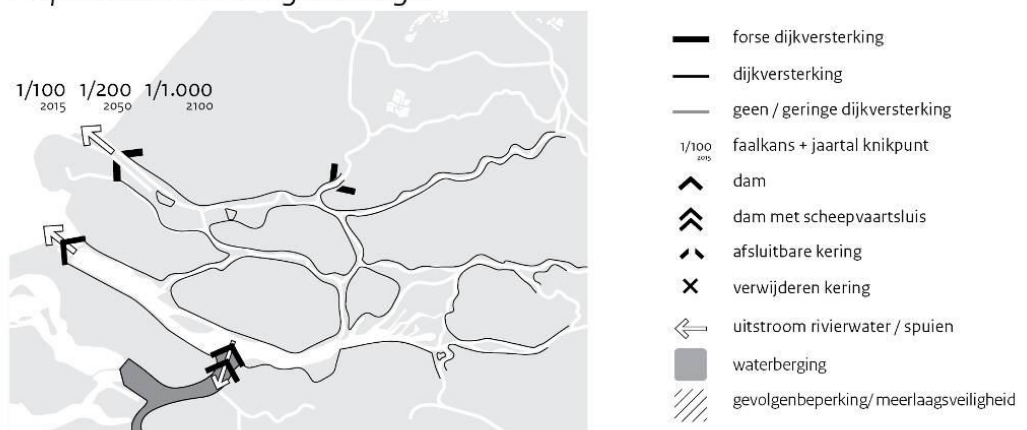 1/100 1/200 1/1.000
2015 2050 2100
forse dijkversterking
dijkversterking
geen / geringe dijkversterking
1/100 faalkans + jaartal knikpunt
2015
dam
dam met scheepvaartsluis
afsluitbare kering
verwijderen kering
uitstroom rivierwater / spuien
waterberging
gevolgenbeperking/meerlaagsveiligheid